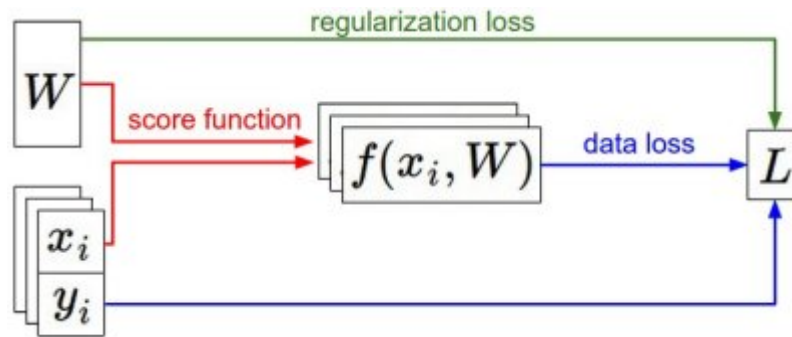 regularization loss
W
score function
f(x_i, W)
data loss
L
x_i
y_i